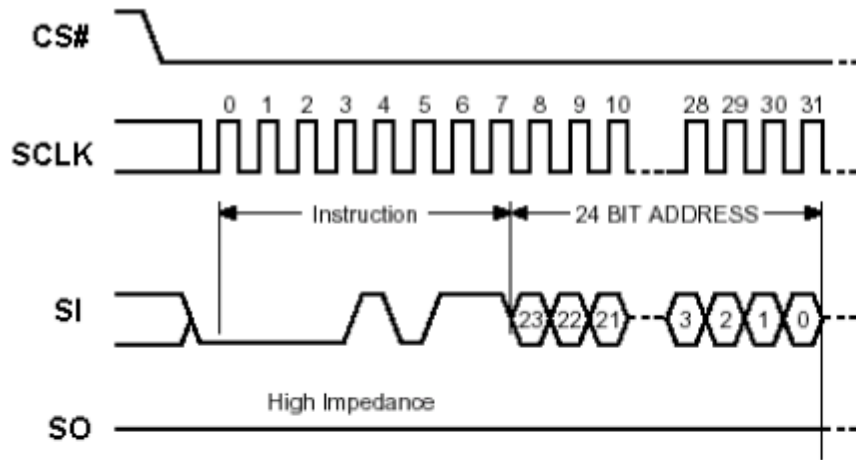 CS#
0 1 2 3 4 5 6 7 8 9 10 28 29 30 31
SCLK
Instruction 24 BIT ADDRESS
SI
23 22 21 3 2 1 0
High Impedance
SO